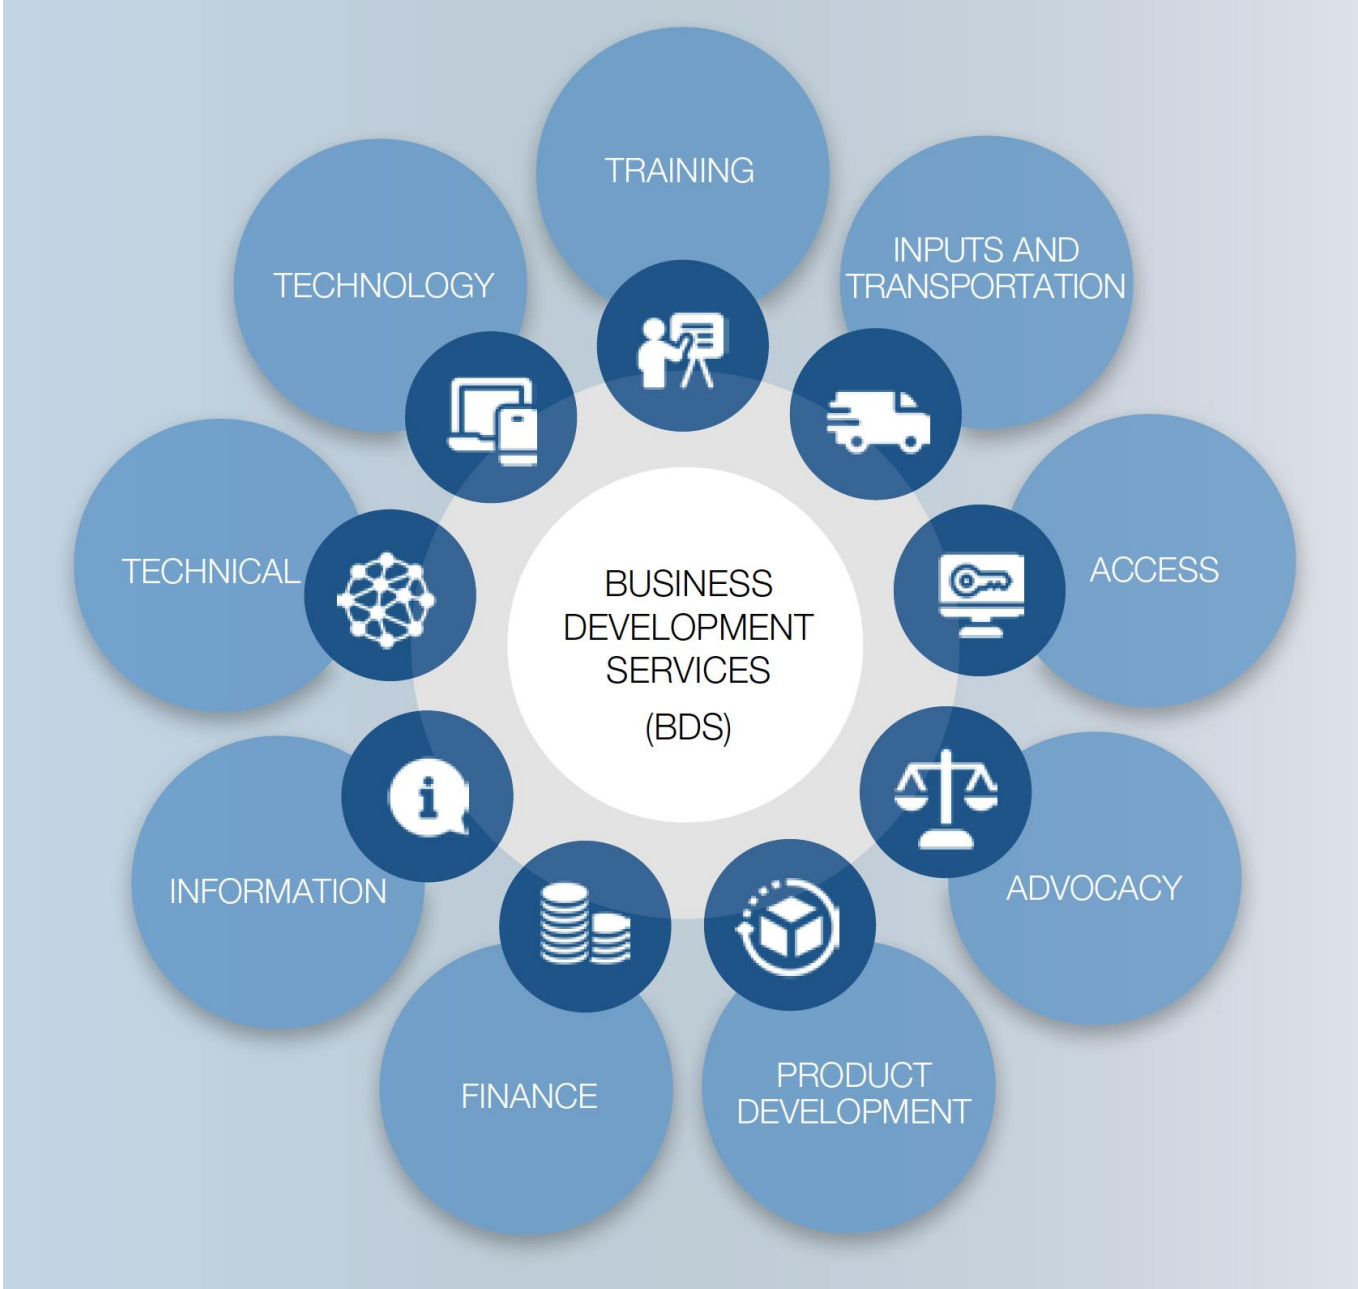 TRAINING
INPUTS AND
TRANSPORTATION
ACCESS
ADVOCACY
PRODUCT
DEVELOPMENT
FINANCE
INFORMATION
TECHNICAL
TECHNOLOGY
BUSINESS
DEVELOPMENT
SERVICES
(BDS)